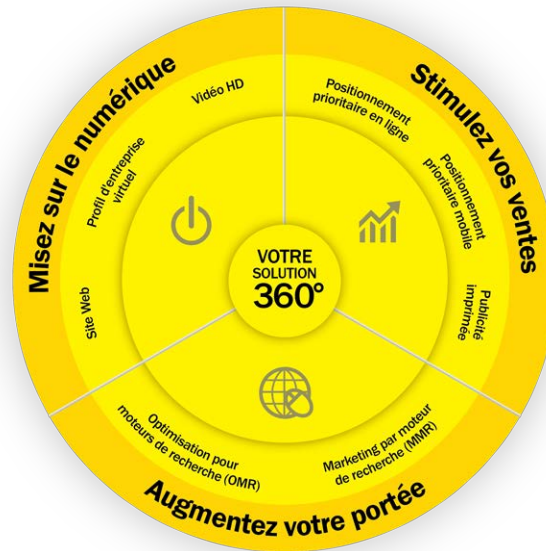 Misez sur le numérique
Vidéo HD
Profil d'entreprise
virtuel
Site Web
Stimulez vos ventes
Positionnement
prioritaire en ligne
Positionnement
prioritaire mobile
Publicité
imprimée
VOTRE
SOLUTION
360°
Optimisation pour
moteurs de recherche (OMR)
Marketing par moteur
de recherche (MMR)
Augmentez votre portée